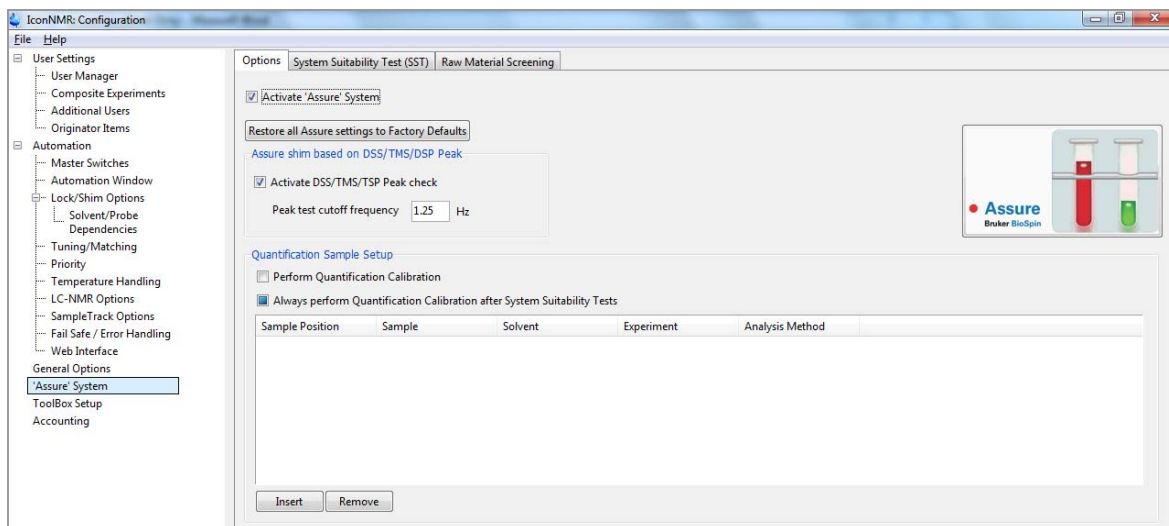 IconNMR: Configuration
File Help
User Settings
User Manager
Composite Experiments
Additional Users
Originator Items
Automation
Master Switches
Automation Window
Lock/Shim Options
Solvent/Probe
Dependencies
Tuning/Matching
Priority
Temperature Handling
LC-NMR Options
SampleTrack Options
Fail Safe / Error Handling
Web Interface
General Options
'Assure' System
ToolBox Setup
Accounting
Options System Suitability Test (SST) Raw Material Screening
Activate 'Assure' System
Restore all Assure settings to Factory Defaults
Assure shim based on DSS/TMS/DSP Peak
Activate DSS/TMS/TSP Peak check
Peak test cutoff frequency 1.25 Hz
Assure
Bruker BioSpin
Quantification Sample Setup
Perform Quantification Calibration
Always perform Quantification Calibration after System Suitability Tests
Sample Position Sample Solvent Experiment Analysis Method
Insert Remove